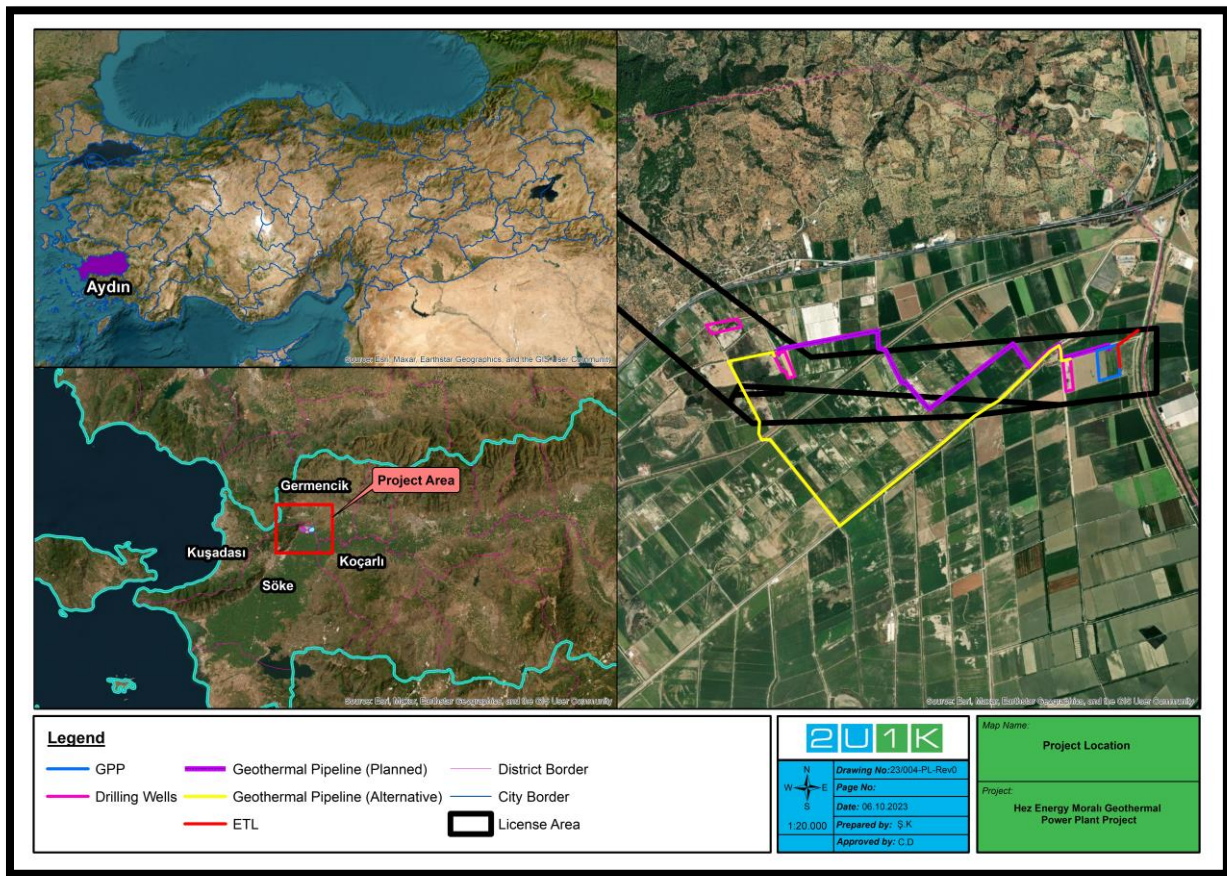 Aydın
Source: Esri, Maxar, Earthstar Geographics, and the GIS User Community
Germencik
Project Area
Kuşadası
Koçarlı
Söke
Source: Esri, Maxar, Earthstar Geographics, and the GIS User Community
Source: Esri, Maxar, Earthstar Geographics, and the GIS User Community
Legend
GPP
Geothermal Pipeline (Planned)
District Border
Drilling Wells
Geothermal Pipeline (Alternative)
City Border
ETL
License Area
2U1K
N
W E
S
1:20.000
Drawing No:23/004-PL-Rev0
Page No:
Date: 06.10.2023
Prepared by: Ş.K
Approved by: C.D
Map Name:
Project Location
Project:
Hez Energy Moralı Geothermal
Power Plant Project